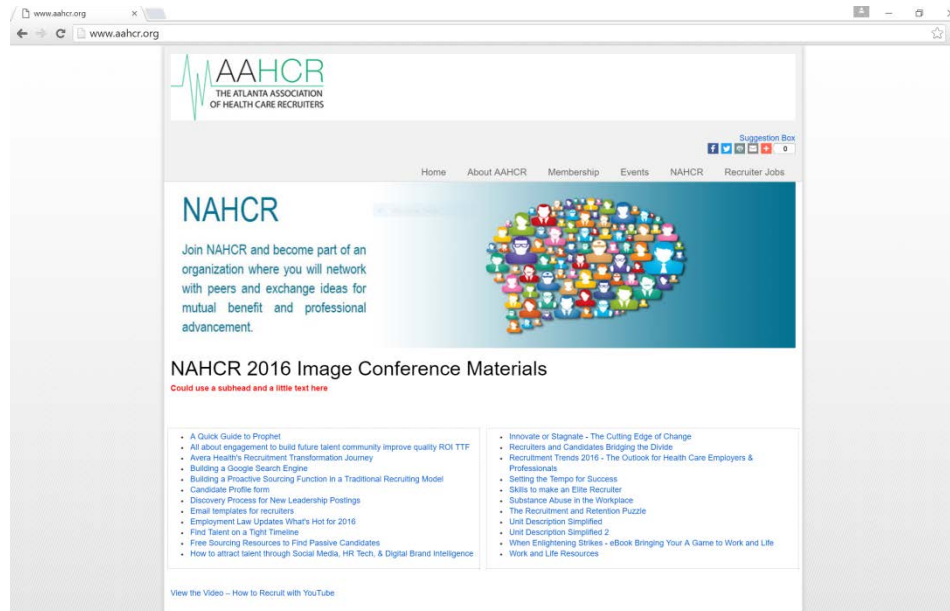 www.aahcr.org
www.aahcr.org
AAHCR
THE ATLANTA ASSOCIATION
OF HEALTH CARE RECRUITERS
Suggestion Box
0
Home About AAHCR Membership Events NAHCR Recruiter Jobs
NAHCR
Join NAHCR and become part of an
organization where you will network
with peers and exchange ideas for
mutual benefit and professional
advancement.
NAHCR 2016 Image Conference Materials
Could use a subhead and a little text here
A Quick Guide to Prophet
All about engagement to build future talent community improve quality ROI TTF
Avera Health's Recruitment Transformation Journey
Building a Google Search Engine
Building a Proactive Sourcing Function in a Traditional Recruiting Model
Candidate Profile form
Discovery Process for New Leadership Postings
Email templates for recruiters
Employment Law Updates What's Hot for 2016
Find Talent on a Tight Timeline
Free Sourcing Resources to Find Passive Candidates
How to attract talent through Social Media, HR Tech, & Digital Brand Intelligence
Innovate or Stagnate - The Cutting Edge of Change
Recruiters and Candidates Bridging the Divide
Recruitment Trends 2016 - The Outlook for Health Care Employers &
Professionals
Setting the Tempo for Success
Skills to make an Elite Recruiter
Substance Abuse in the Workplace
The Recruitment and Retention Puzzle
Unit Description Simplified
Unit Description Simplified 2
When Enlightening Strikes - eBook Bringing Your A Game to Work and Life
Work and Life Resources
View the Video – How to Recruit with YouTube